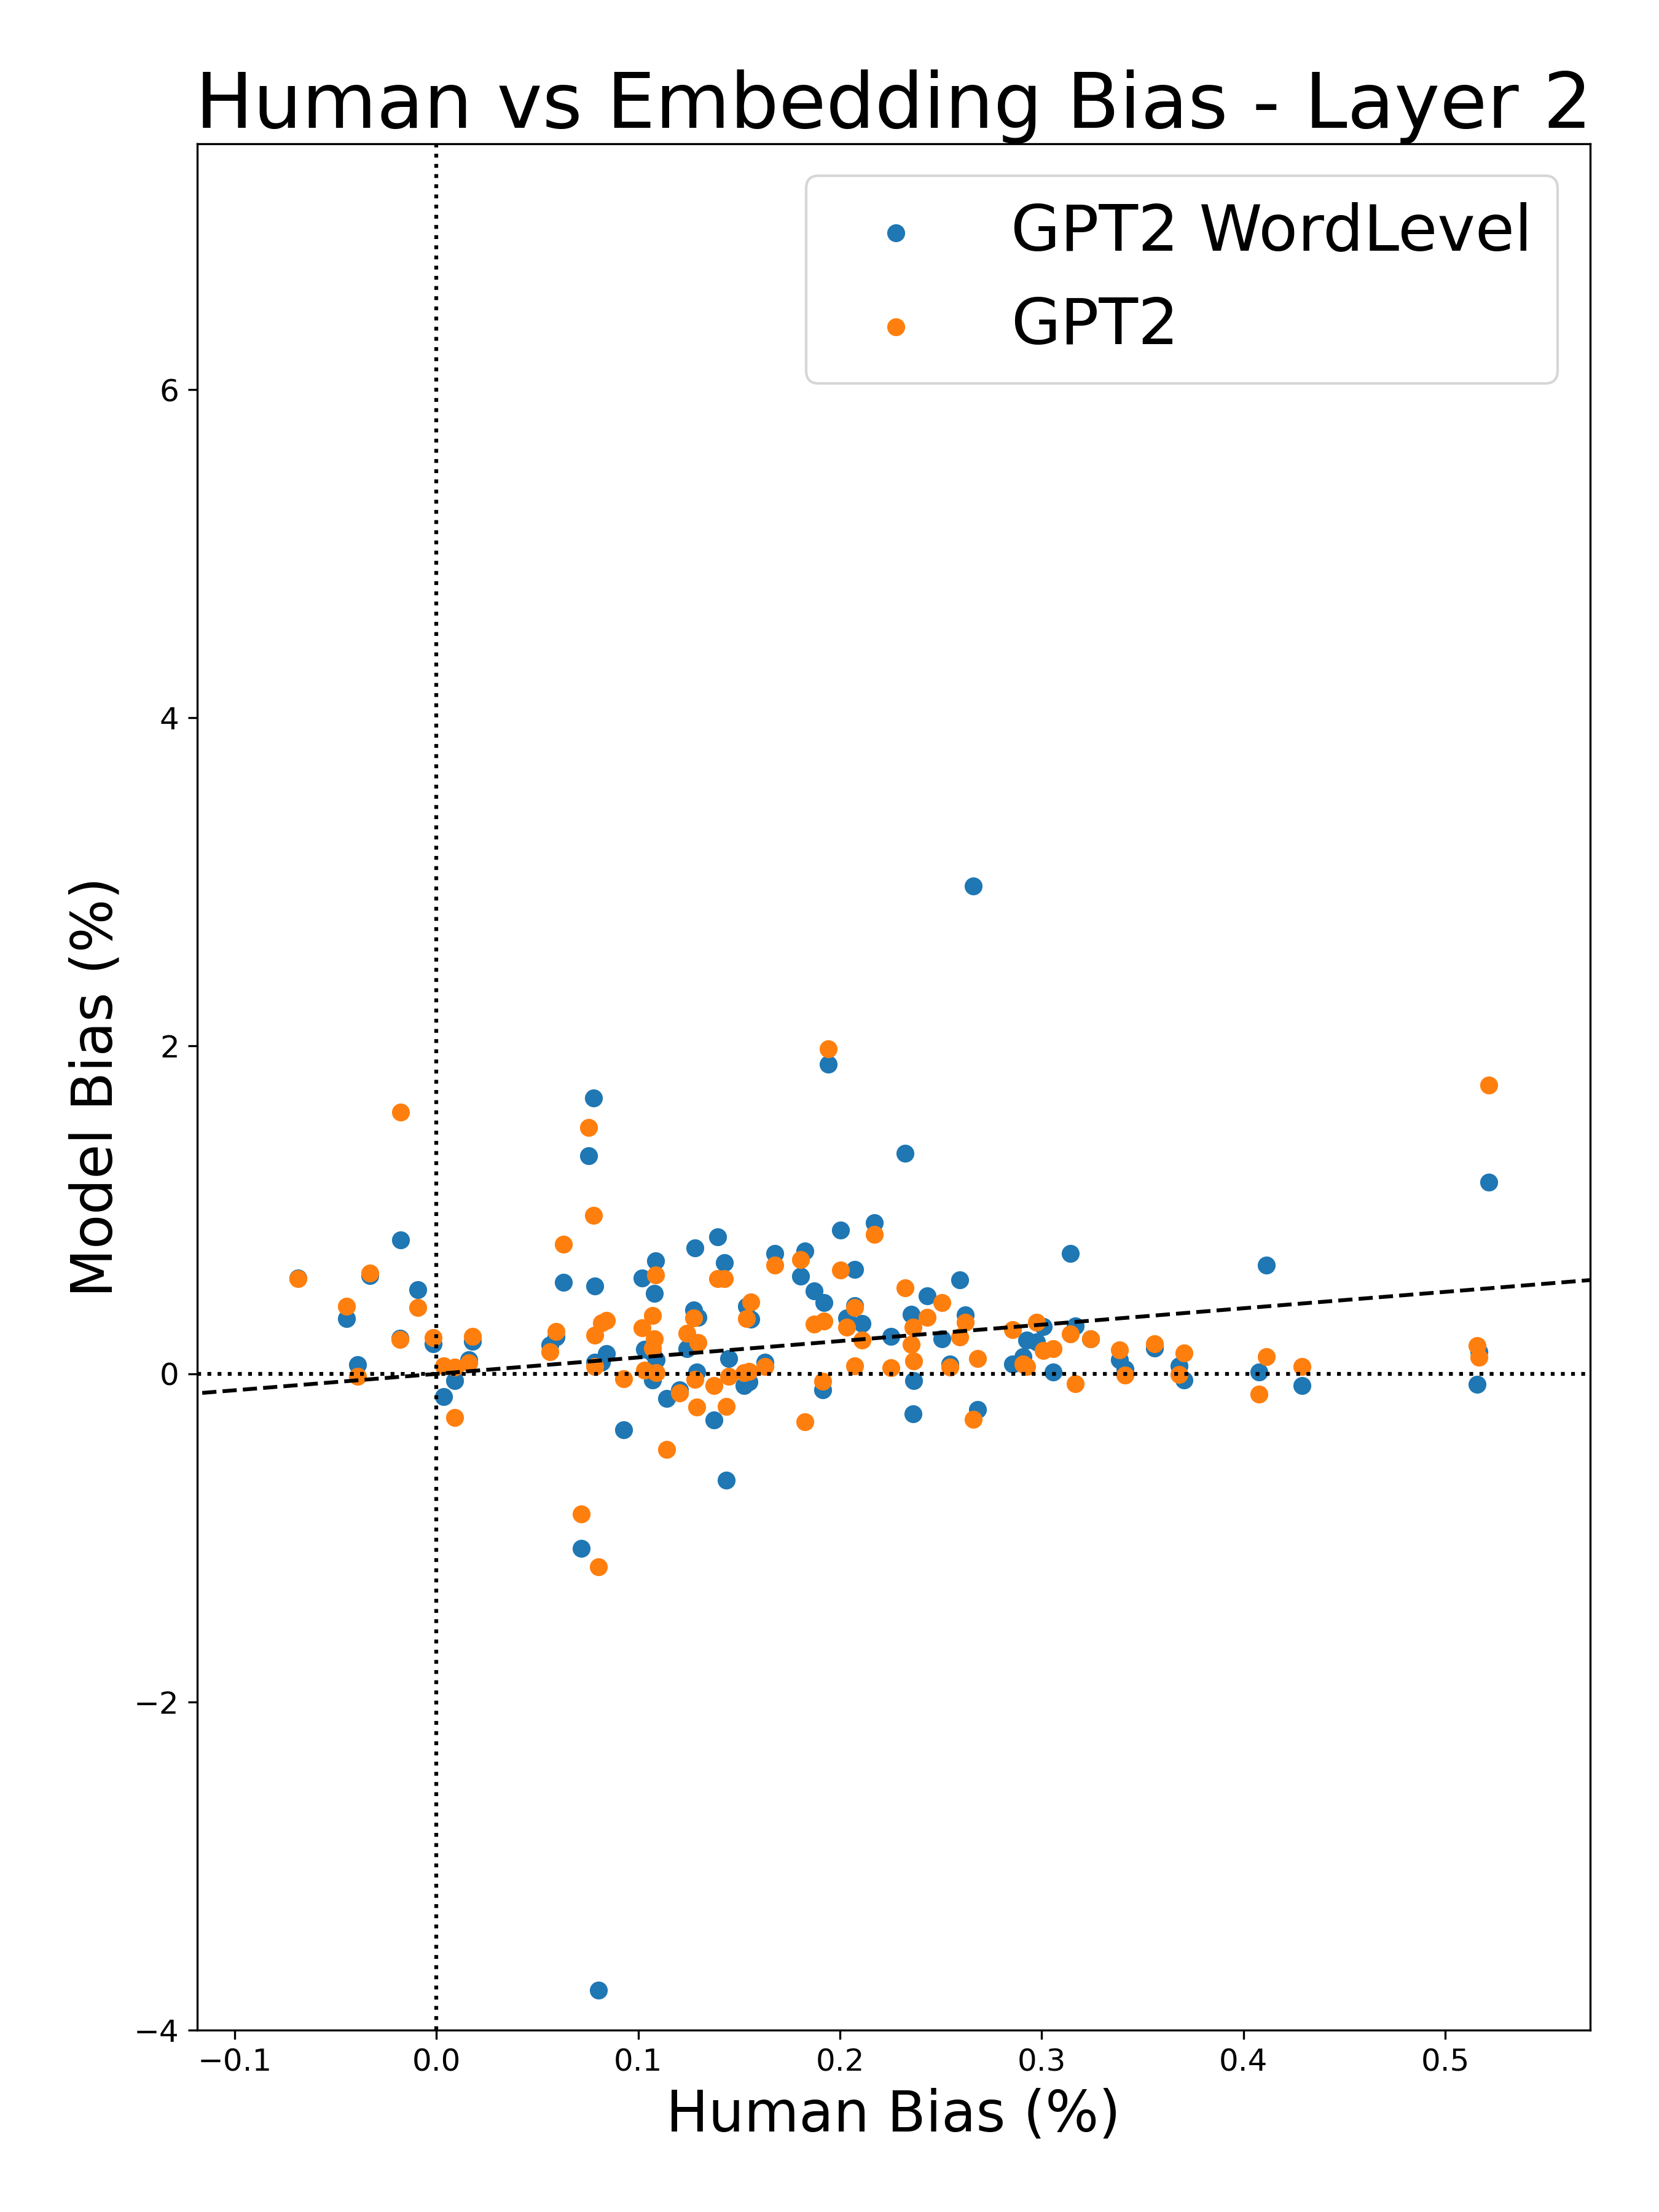 Human vs Embedding Bias - Layer 2
GPT2 WordLevel
GPT2
6
4
2
0
−2
−4
Model Bias (%)
−0.1 0.0 0.1 0.2 0.3 0.4 0.5
Human Bias (%)